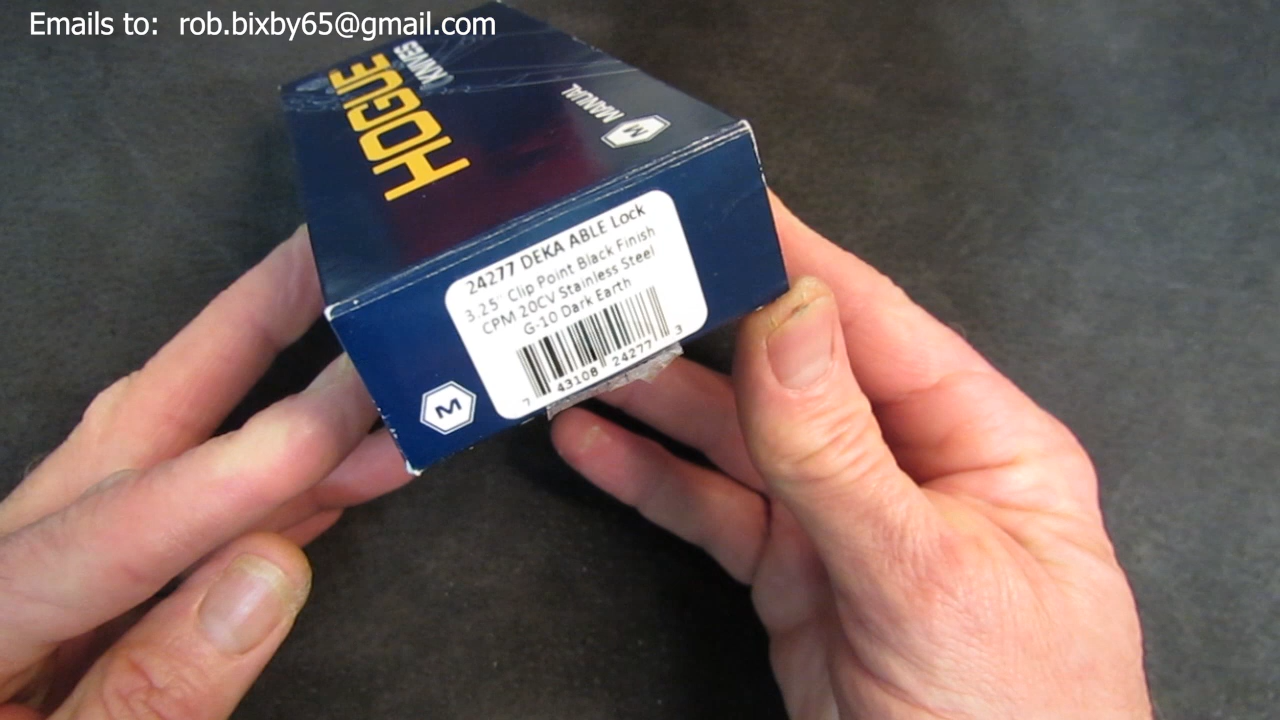 Emails to: rob.bixby65@gmail.com
HOGUE
KNIVES
M MANUAL
24277 DEKA ABLE Lock
3.25" Clip Point Black Finish
CPM 20CV Stainless Steel
G-10 Dark Earth
7 43108 24277 3
M